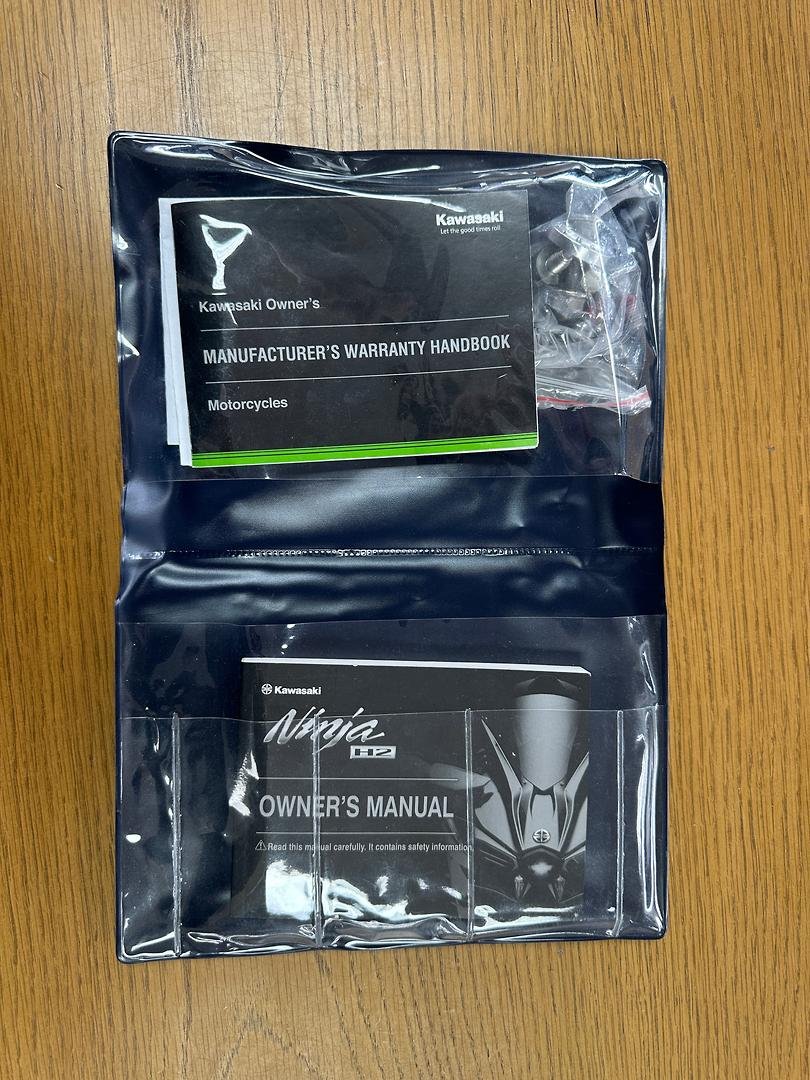 Kawasaki
Let the good times roll
Kawasaki Owner's
MANUFACTURER'S WARRANTY HANDBOOK
Motorcycles
Kawasaki
Ninja
H2
OWNER'S MANUAL
Read this manual carefully. It contains safety information.